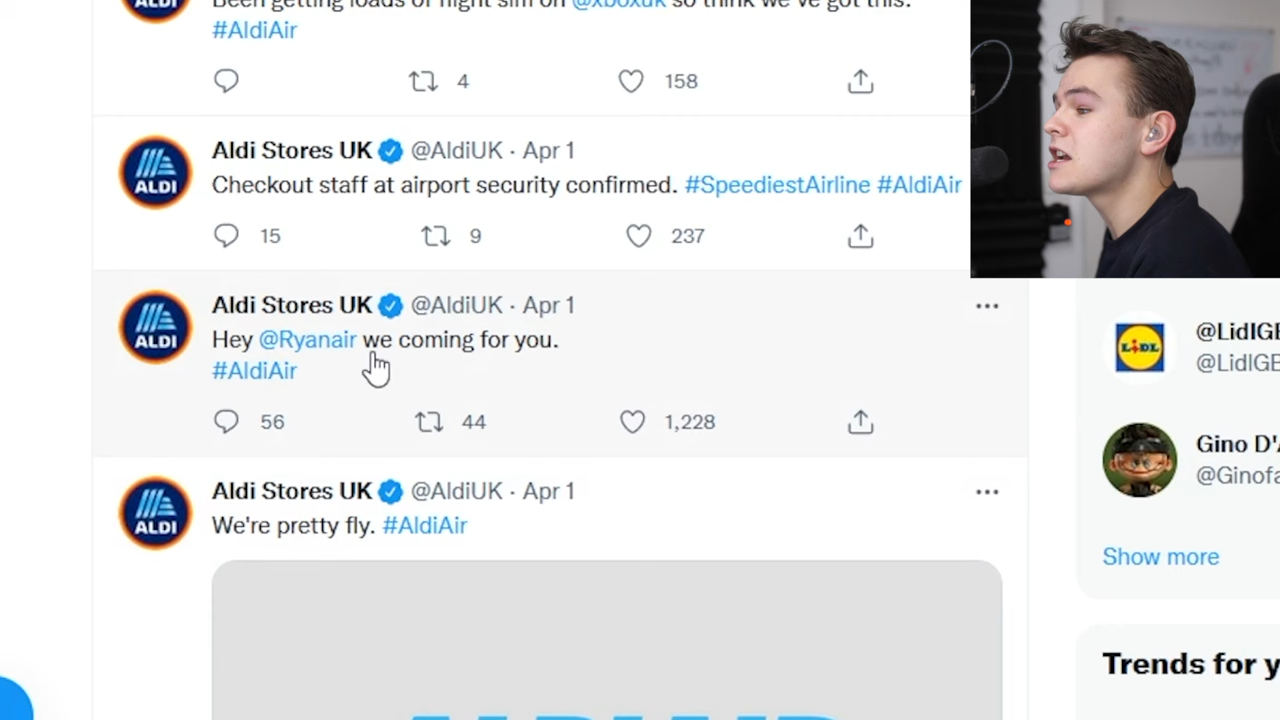 Been getting loads of flight sim on @xboxuk so think we've got this.
#AldiAir
4 158
ALDI
Aldi Stores UK @AldiUK · Apr 1
Checkout staff at airport security confirmed. #SpeediestAirline #AldiAir
15 9 237
ALDI
Aldi Stores UK @AldiUK · Apr 1
Hey @Ryanair we coming for you.
#AldiAir
56 44 1,228
ALDI
Aldi Stores UK @AldiUK · Apr 1
We're pretty fly. #AldiAir
LIDL
@LidlGB
@LidlGB
Gino D'A
@Ginofa
Show more
Trends for y